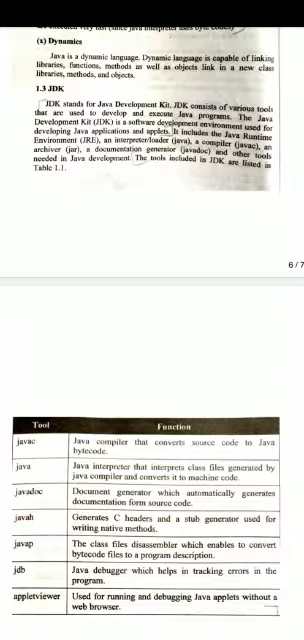 are executed very fast (since java interpreter uses byte codes)
(x) Dynamics
Java is a dynamic language. Dynamic language is capable of linking
libraries, functions, methods as well as objects link in a new class
libraries, methods, and objects.
1.3 JDK
JDK stands for Java Development Kit. JDK consists of various tools
that are used to develop and execute Java programs. The Java
Development Kit (JDK) is a software development environment used for
developing Java applications and applets. It includes the Java Runtime
Environment (JRE), an interpreter/loader (java), a compiler (javac), an
archiver (jar), a documentation generator (javadoc) and other tools
needed in Java development. The tools included in JDK are listed in
Table 1.1.
6 / 7
Tool Function
javac Java compiler that converts source code to Java
bytecode.
java Java interpreter that interprets class files generated by
java compiler and converts it to machine code.
javadoc Document generator which automatically generates
documentation form source code.
javah Generates C headers and a stub generator used for
writing native methods.
javap The class files disassembler which enables to convert
bytecode files to a program description.
jdb Java debugger which helps in tracking errors in the
program.
appletviewer Used for running and debugging Java applets without a
web browser.